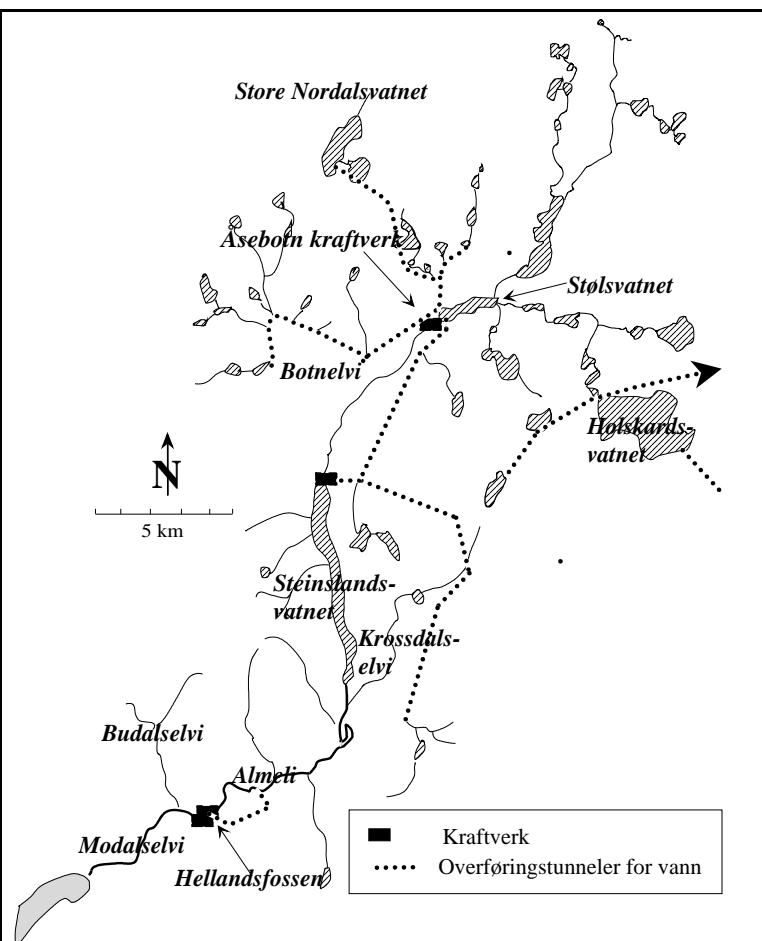 Store Nordalsvatnet
Åsebotn kraftverk
Stølsvatnet
Botnelvi
Holskards-
vatnet
N
5 km
Steinslands-
vatnet
Krossdals-
elvi
Budalselvi
Almeli
Modalselvi
Hellandsfossen
Kraftverk
Overføringstunneler for vann